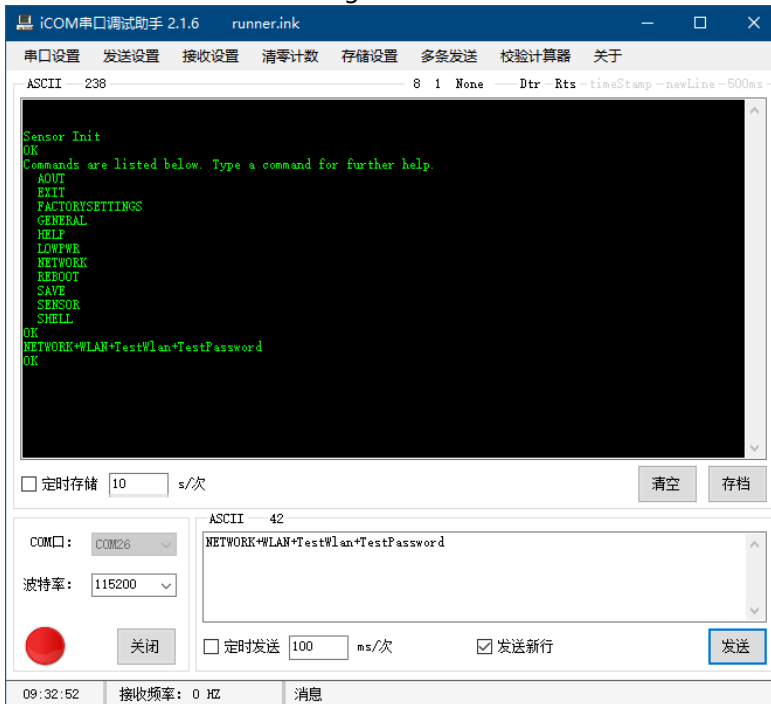 iCOM串口调试助手 2.1.6 runner.ink
串口设置 发送设置 接收设置 清零计数 存储设置 多条发送 校验计算器 关于
ASCII 238 8 1 None Dtr Rts timeStamp newLine 500ms
Sensor Init
OK
Commands are listed below. Type a command for further help.
AOUT
EXIT
FACTORYSETTINGS
GENERAL
HELP
LOWPWR
NETWORK
REBOOT
SAVE
SENSOR
SHELL
OK
NETWORK+WLAN+TestWlan+TestPassword
OK
定时存储 10 s/次 清空 存档
ASCII 42
COM口: COM26 NETWORK+WLAN+TestWlan+TestPassword
波特率: 115200
关闭 定时发送 100 ms/次 发送新行 发送
09:32:52 接收频率: 0 HZ 消息